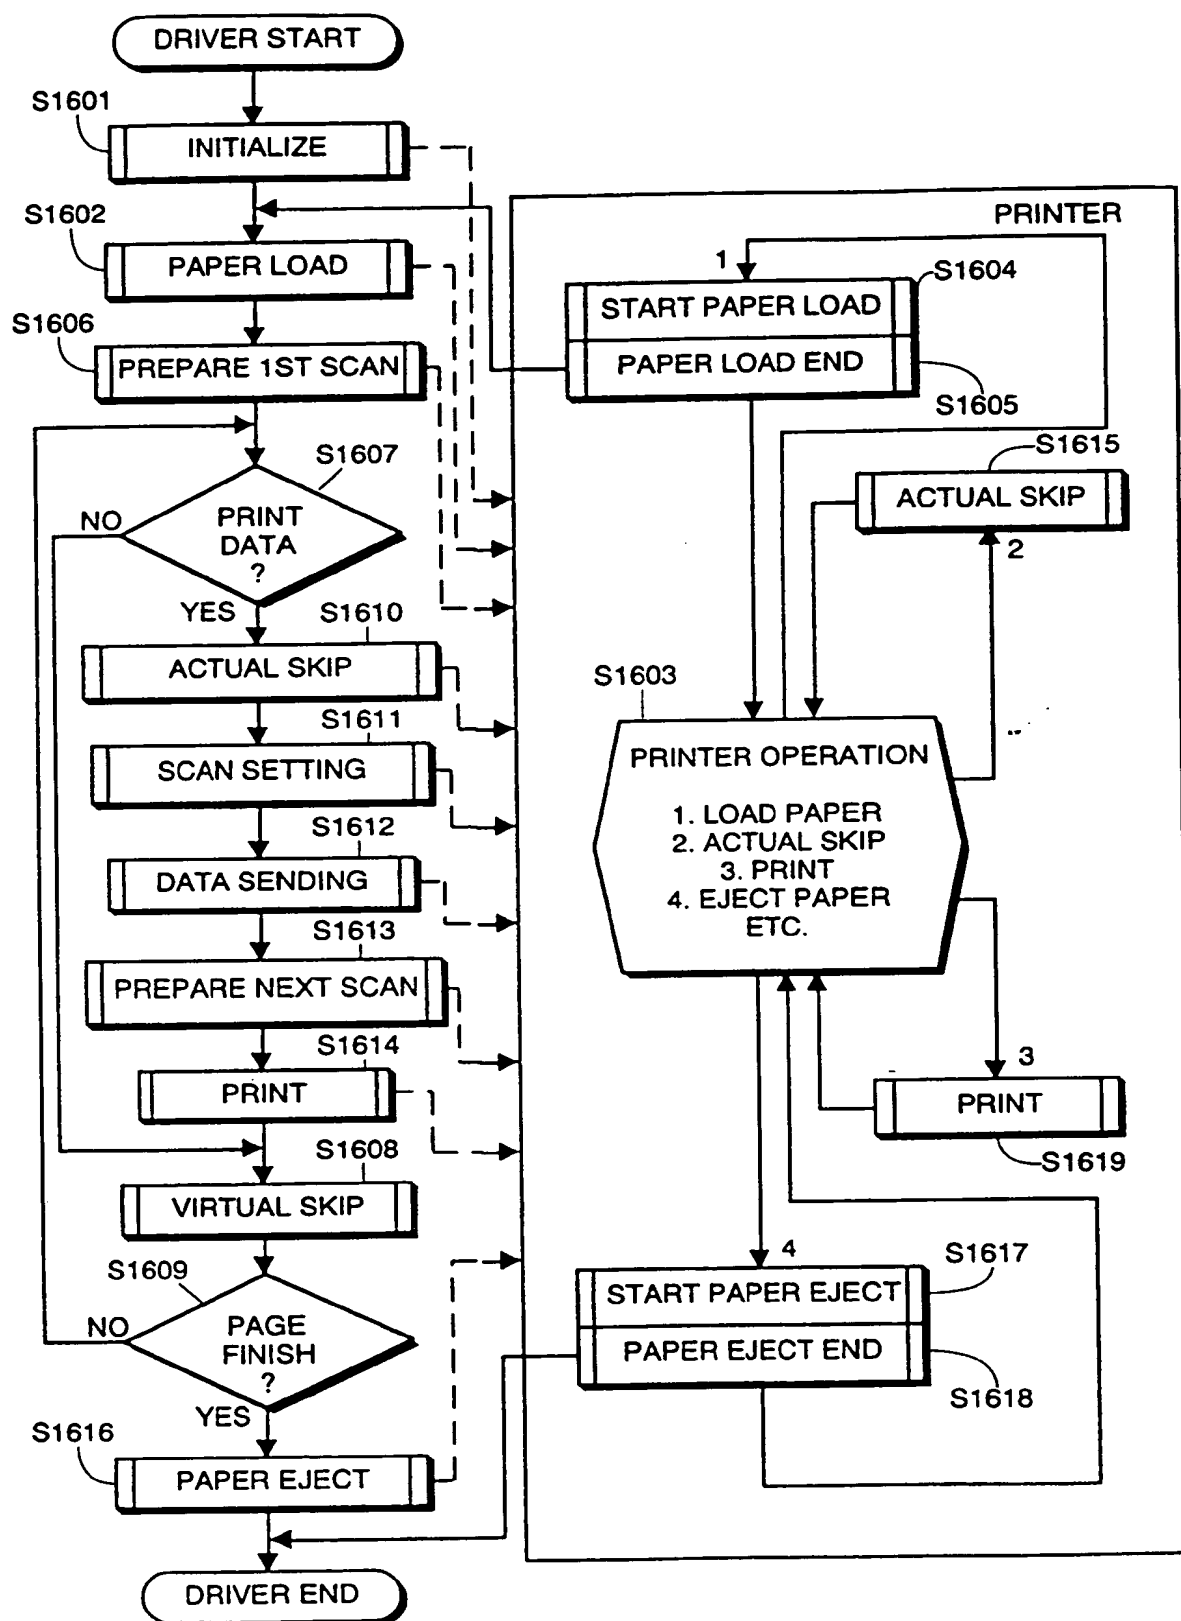 DRIVER START
S1601
INITIALIZE
S1602
PAPER LOAD
S1606
PREPARE 1ST SCAN
S1607
NO
PRINT
DATA
?
YES
S1610
ACTUAL SKIP
S1611
SCAN SETTING
S1612
DATA SENDING
S1613
PREPARE NEXT SCAN
S1614
PRINT
S1608
VIRTUAL SKIP
S1609
NO
PAGE
FINISH
?
YES
S1616
PAPER EJECT
DRIVER END
PRINTER
1
S1604
START PAPER LOAD
PAPER LOAD END
S1605
S1615
ACTUAL SKIP
2
S1603
PRINTER OPERATION
1. LOAD PAPER
2. ACTUAL SKIP
3. PRINT
4. EJECT PAPER
ETC.
3
PRINT
S1619
4
S1617
START PAPER EJECT
PAPER EJECT END
S1618